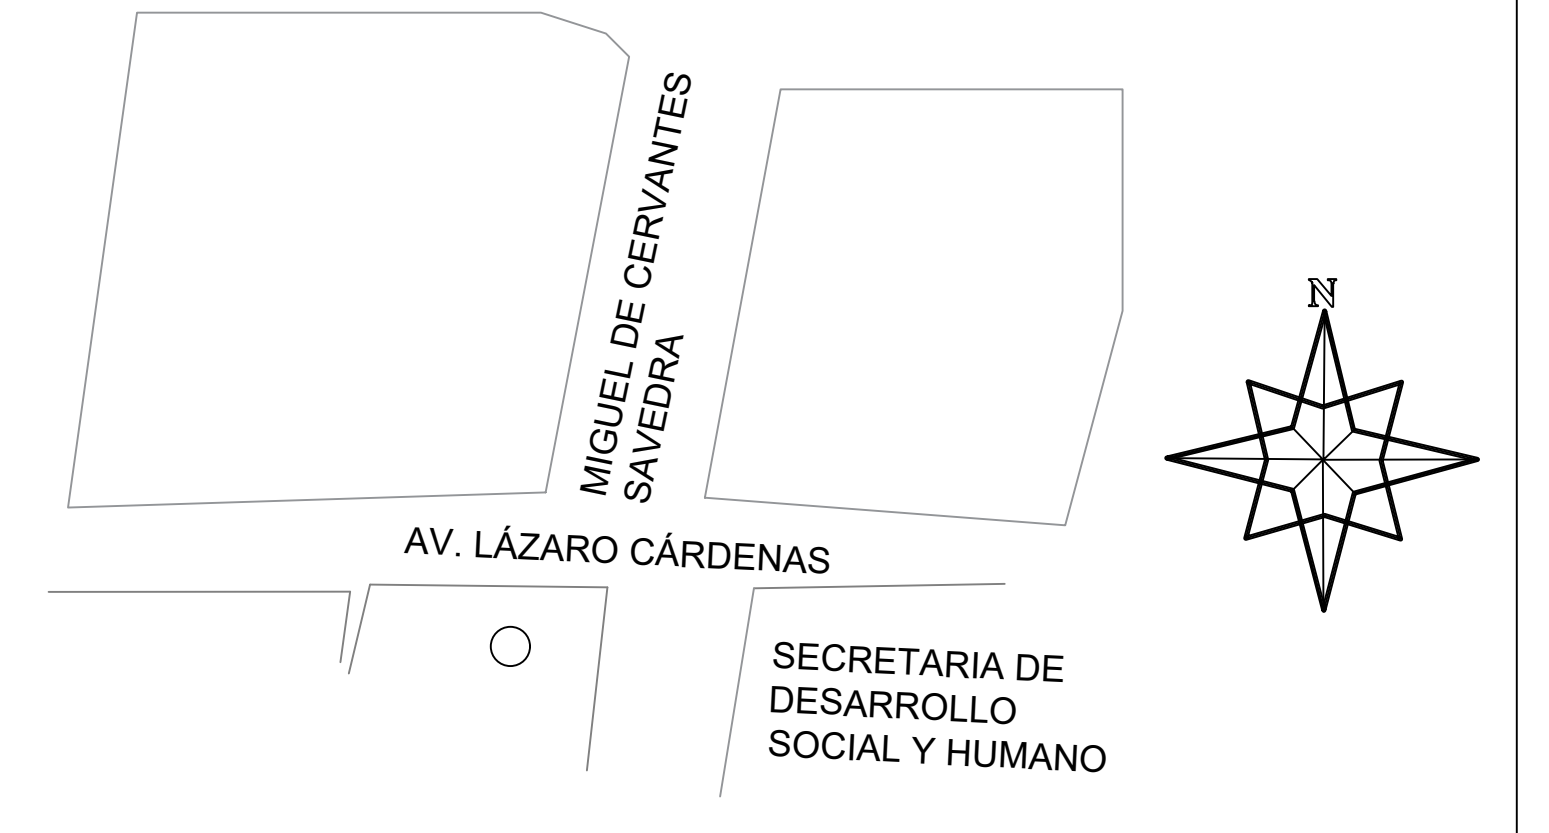 MIGUEL DE CERVANTES
SAVEDRA
N
AV. LÁZARO CÁRDENAS
SECRETARIA DE
DESARROLLO
SOCIAL Y HUMANO